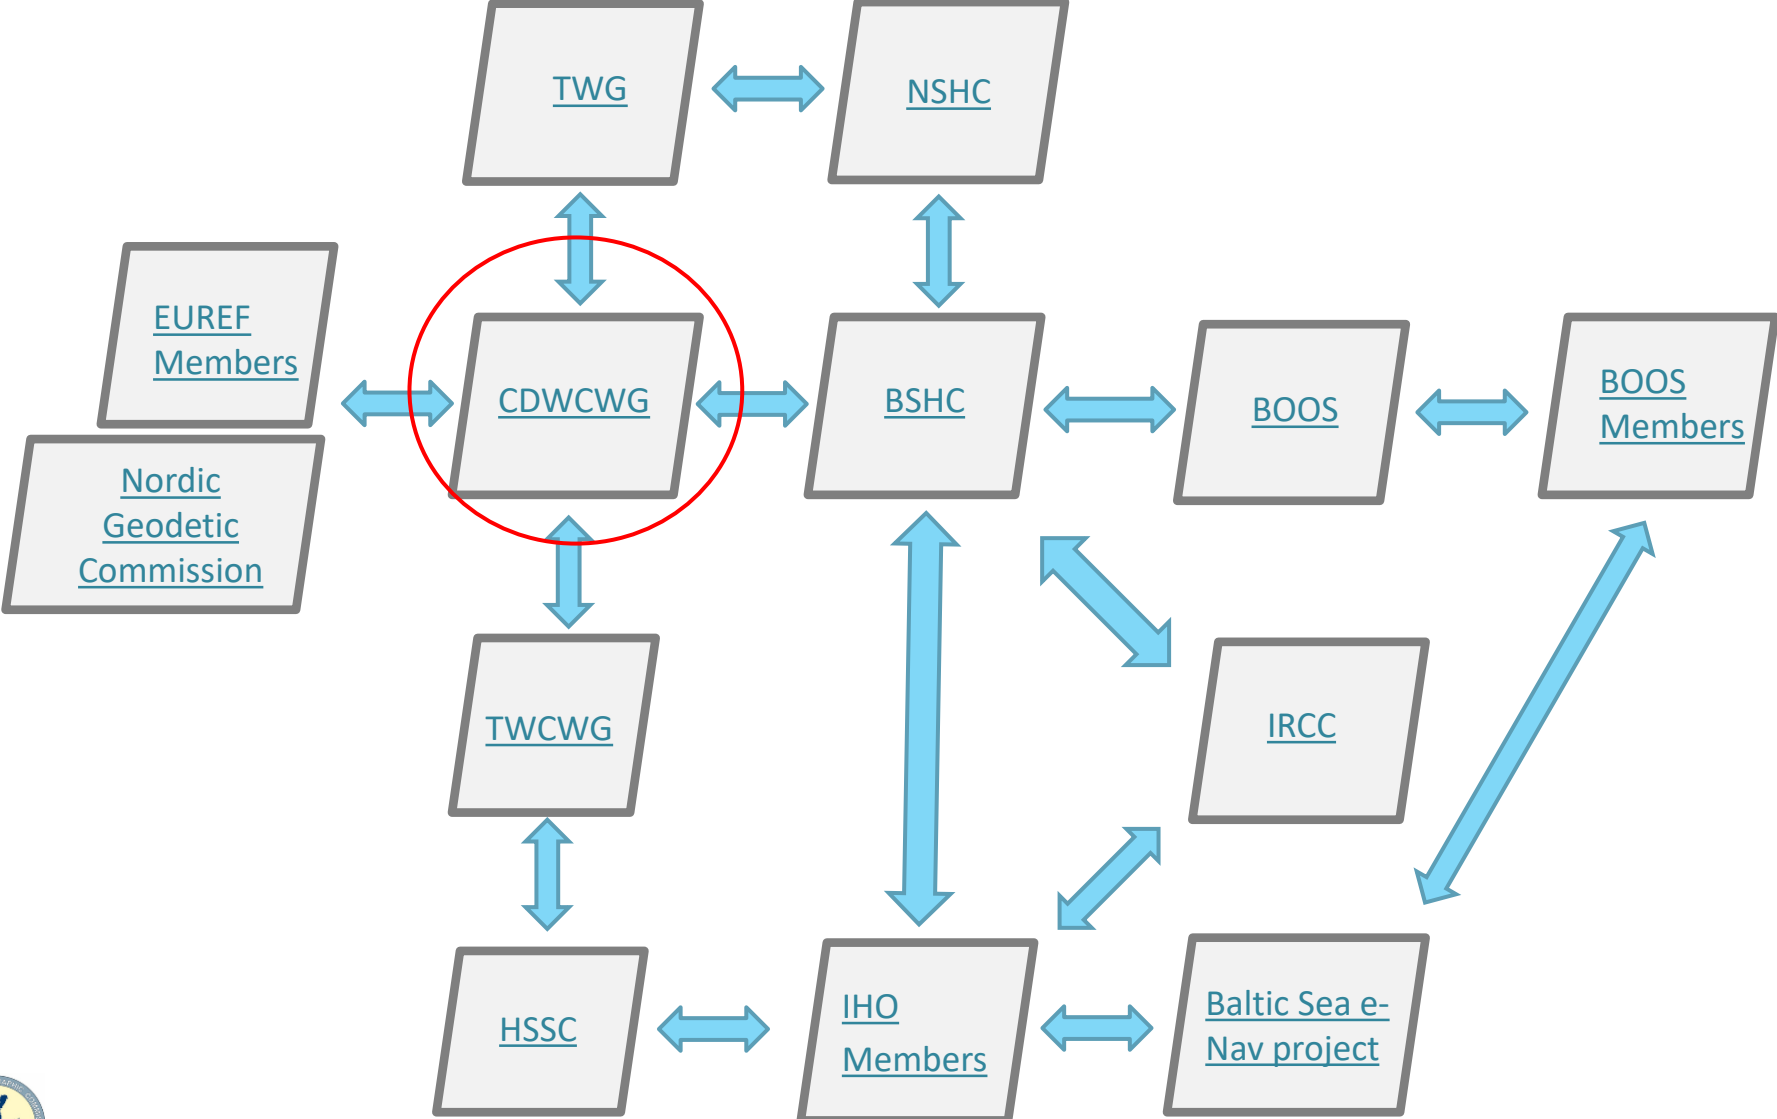 TWG
NSHC
EUREF
Members
CDWCWG
BSHC
BOOS
BOOS
Members
Nordic
Geodetic
Commission
TWCWG
IRCC
HSSC
IHO
Members
Baltic Sea e-
Nav project